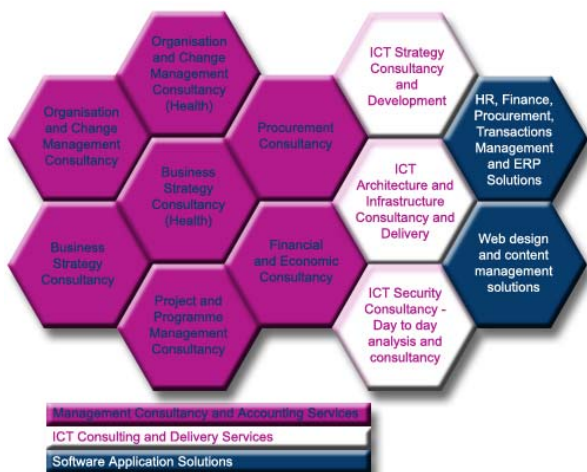 Organisation
and Change
Management
Consultancy
(Health)
ICT Strategy
Consultancy
and
Development
Organisation
and Change
Management
Consultancy
Procurement
Consultancy
HR, Finance,
Procurement,
Transactions
Management
and ERP
Solutions
Business
Strategy
Consultancy
(Health)
ICT
Architecture and
Infrastructure
Consultancy and
Delivery
Business
Strategy
Consultancy
Financial
and Economic
Consultancy
Web design
and content
management
solutions
Project and
Programme
Management
Consultancy
ICT Security
Consultancy -
Day to day
analysis and
consultancy
Management Consultancy and Accounting Services
ICT Consulting and Delivery Services
Software Application Solutions